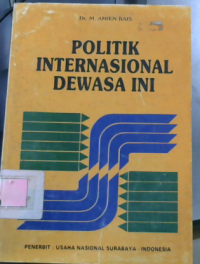 Dr. M. AMIEN RAIS
POLITIK
INTERNASIONAL
DEWASA INI
PENERBIT : USAHA NASIONAL SURABAYA - INDONESIA